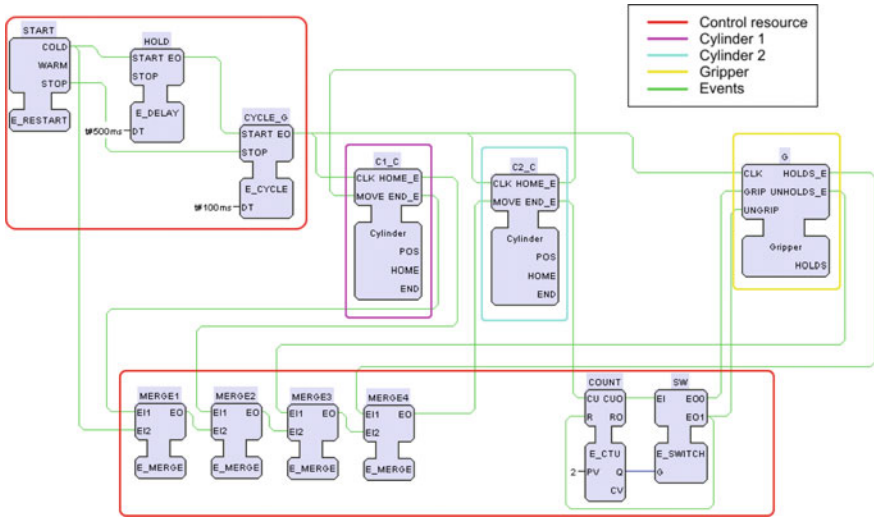 START
COLD
WARM
STOP
E_RESTART
HOLD
START EO
STOP
E_DELAY
t#500ms DT
CYCLE_G
START EO
STOP
E_CYCLE
t#100ms DT
Control resource
Cylinder 1
Cylinder 2
Gripper
Events
C1_C
CLK HOME_E
MOVE END_E
Cylinder
POS
HOME
END
C2_C
CLK HOME_E
MOVE END_E
Cylinder
POS
HOME
END
G
CLK HOLDS_E
GRIP UNHOLDS_E
UNGRIP
Gripper
HOLDS
MERGE1
EI1 EO
EI2
E_MERGE
MERGE2
EI1 EO
EI2
E_MERGE
MERGE3
EI1 EO
EI2
E_MERGE
MERGE4
EI1 EO
EI2
E_MERGE
COUNT
CU CUO
R RO
E_CTU
2 PV Q
CV
SW
EI EO0
EO1
E_SWITCH
G